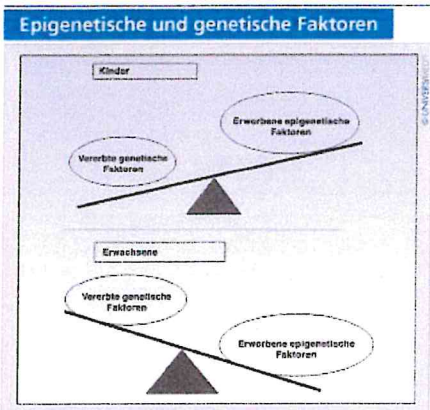 Epigenetische und genetische Faktoren
Kinder
Erworbene epigenetische
Faktoren
Vererbte genetische
Faktoren
Erwachsene
Vererbte genetische
Faktoren
Erworbene epigenetische
Faktoren